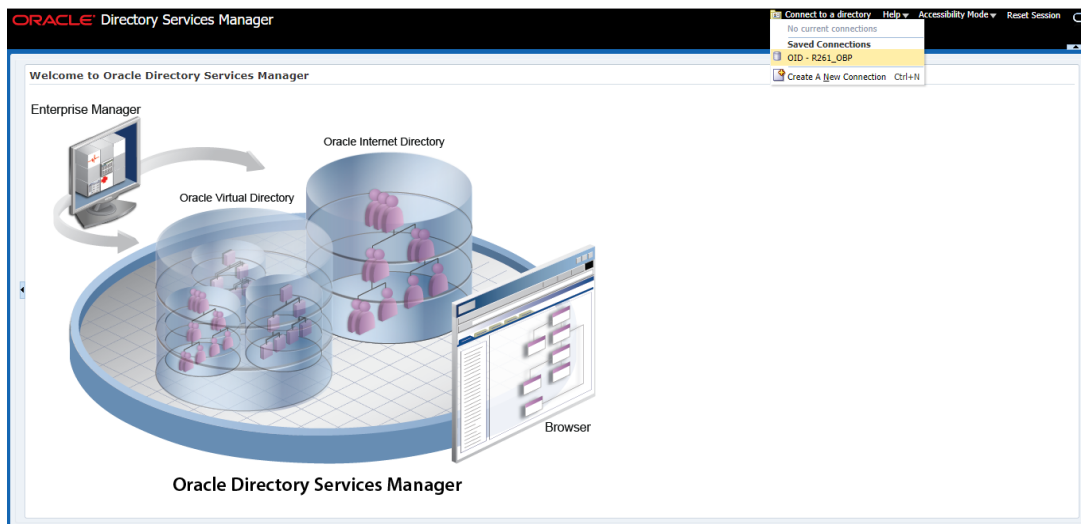 ORACLE Directory Services Manager
Connect to a directory Help Accessibility Mode Reset Session
No current connections
Saved Connections
OID - R261_OBP
Create A New Connection Ctrl+N
Welcome to Oracle Directory Services Manager
Enterprise Manager
Oracle Internet Directory
Oracle Virtual Directory
Browser
Oracle Directory Services Manager